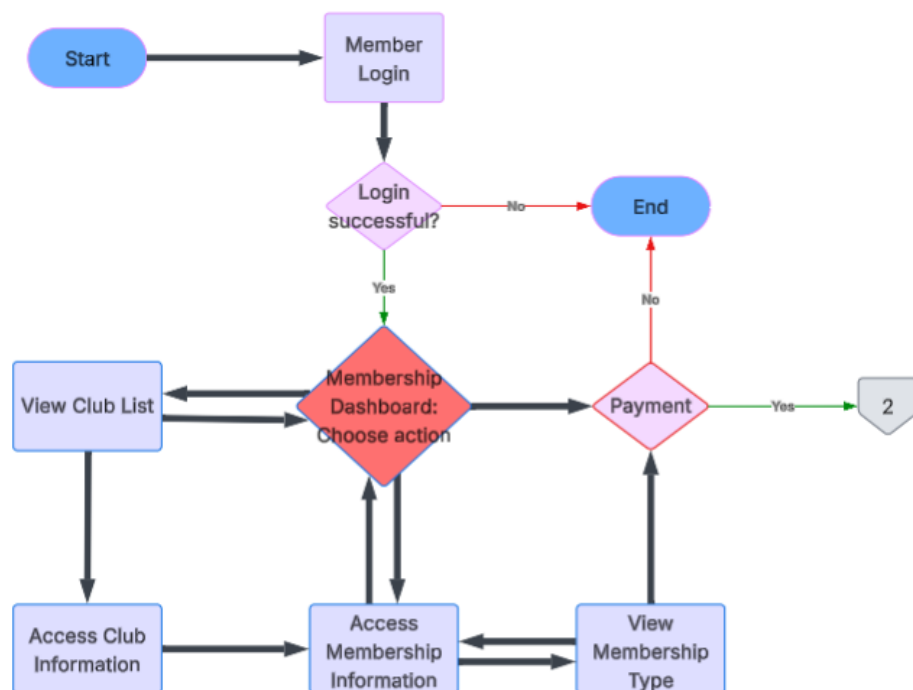 Start
Member
Login
Login
successful?
No
End
Yes
No
View Club List
Membership
Dashboard:
Choose action
Payment
Yes
2
Access Club
Information
Access
Membership
Information
View
Membership
Type